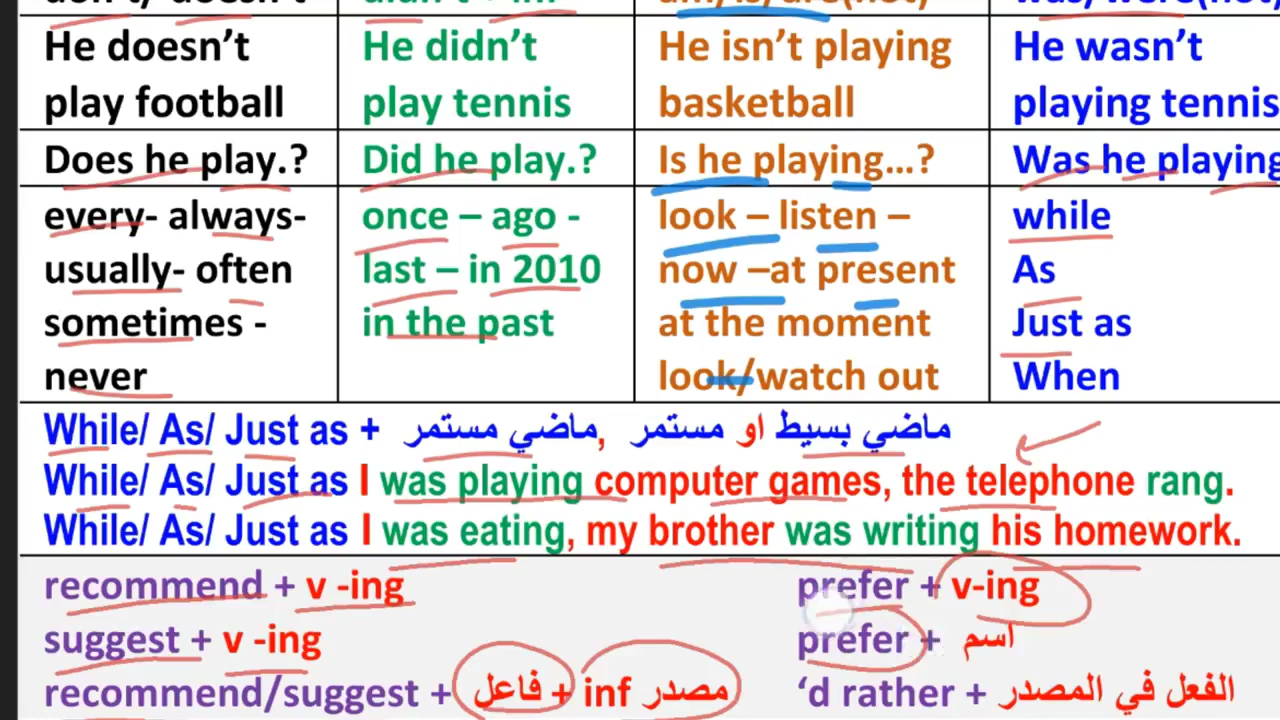 He doesn't
play football
He didn't
play tennis
He isn't playing
basketball
He wasn't
playing tennis
Does he play.?
Did he play.?
Is he playing...?
Was he playing
every- always-
usually- often
sometimes -
never
once – ago -
last – in 2010
in the past
look – listen –
now –at present
at the moment
look/watch out
while
As
Just as
When
While/ As/ Just as + ماضي مستمر, ماضي بسيط او مستمر
While/ As/ Just as I was playing computer games, the telephone rang.
While/ As/ Just as I was eating, my brother was writing his homework.
recommend + v -ing
suggest + v -ing
recommend/suggest + فاعل + inf مصدر
prefer + v-ing
prefer + اسم
'd rather + الفعل في المصدر